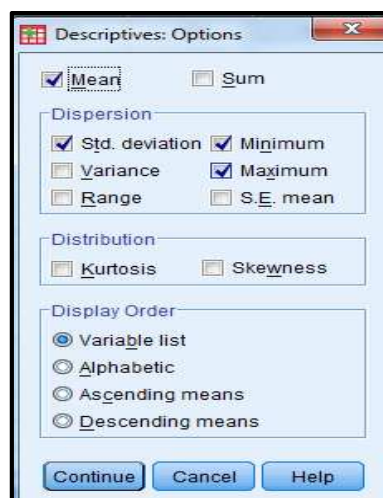 Descriptives: Options
Mean Sum
Dispersion
Std. deviation Minimum
Variance Maximum
Range S.E. mean
Distribution
Kurtosis Skewness
Display Order
Variable list
Alphabetic
Ascending means
Descending means
Continue Cancel Help